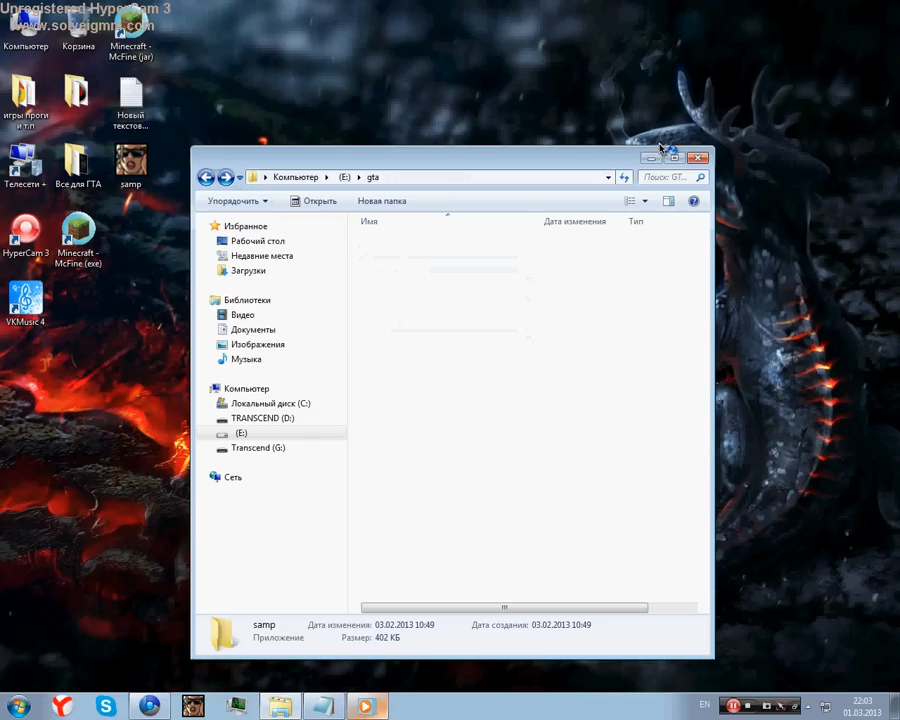 Unregistered HyperCam 3
www.solveigmm.com
Компьютер
Корзина
Minecraft -
McFine (jar)
игры проги
и т.п
Новый
текстов...
Телесети +
Все для ГТА
samp
HyperCam 3
Minecraft -
McFine (exe)
VKMusic 4
Компьютер
(E:)
gta
Поиск: GT...
Упорядочить
Открыть
Новая папка
Имя
Дата изменения
Тип
Избранное
Рабочий стол
Недавние места
Загрузки
Библиотеки
Видео
Документы
Изображения
Музыка
Компьютер
Локальный диск (C:)
TRANSCEND (D:)
(E:)
Transcend (G:)
Сеть
samp
Дата изменения: 03.02.2013 10:49
Дата создания: 03.02.2013 10:49
Приложение
Размер: 402 КБ
EN
22:03
01.03.2013